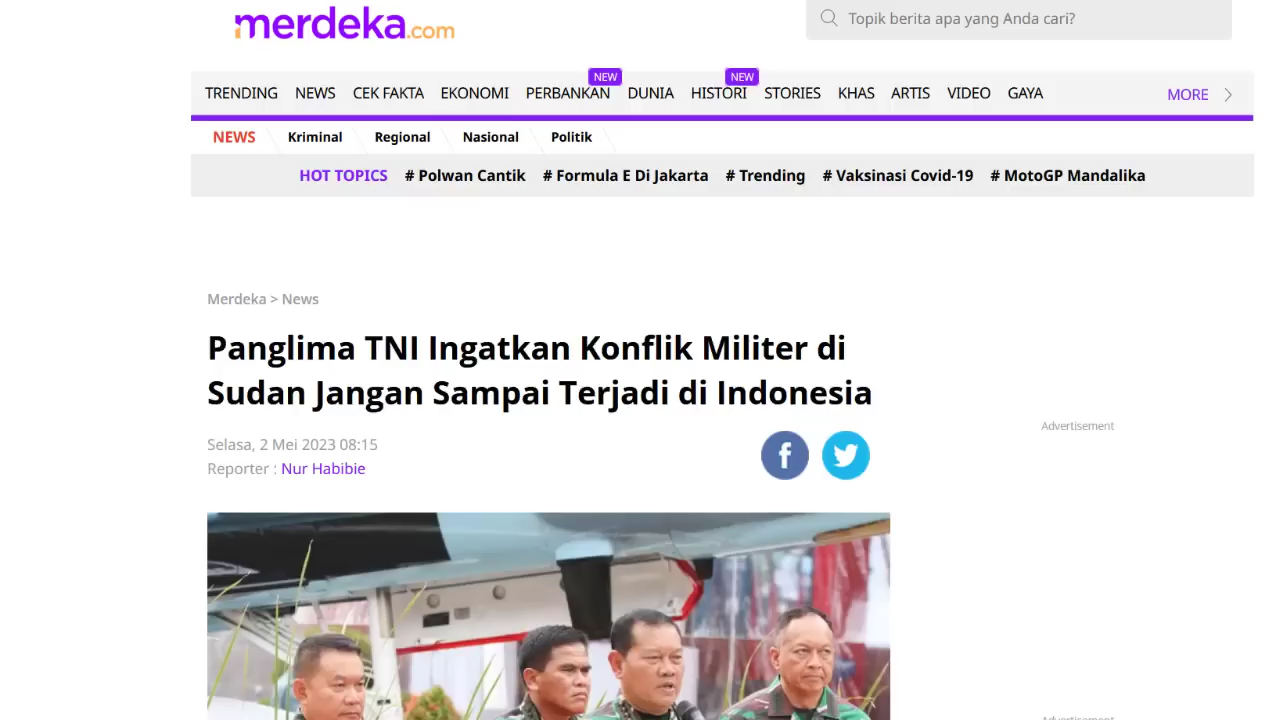 merdeka.com
Topik berita apa yang Anda cari?
NEW NEW
TRENDING NEWS CEK FAKTA EKONOMI PERBANKAN DUNIA HISTORI STORIES KHAS ARTIS VIDEO GAYA MORE
NEWS Kriminal Regional Nasional Politik
HOT TOPICS # Polwan Cantik # Formula E Di Jakarta # Trending # Vaksinasi Covid-19 # MotoGP Mandalika
Merdeka > News
Panglima TNI Ingatkan Konflik Militer di
Sudan Jangan Sampai Terjadi di Indonesia
Advertisement
Selasa, 2 Mei 2023 08:15
Reporter : Nur Habibie
Advertisement